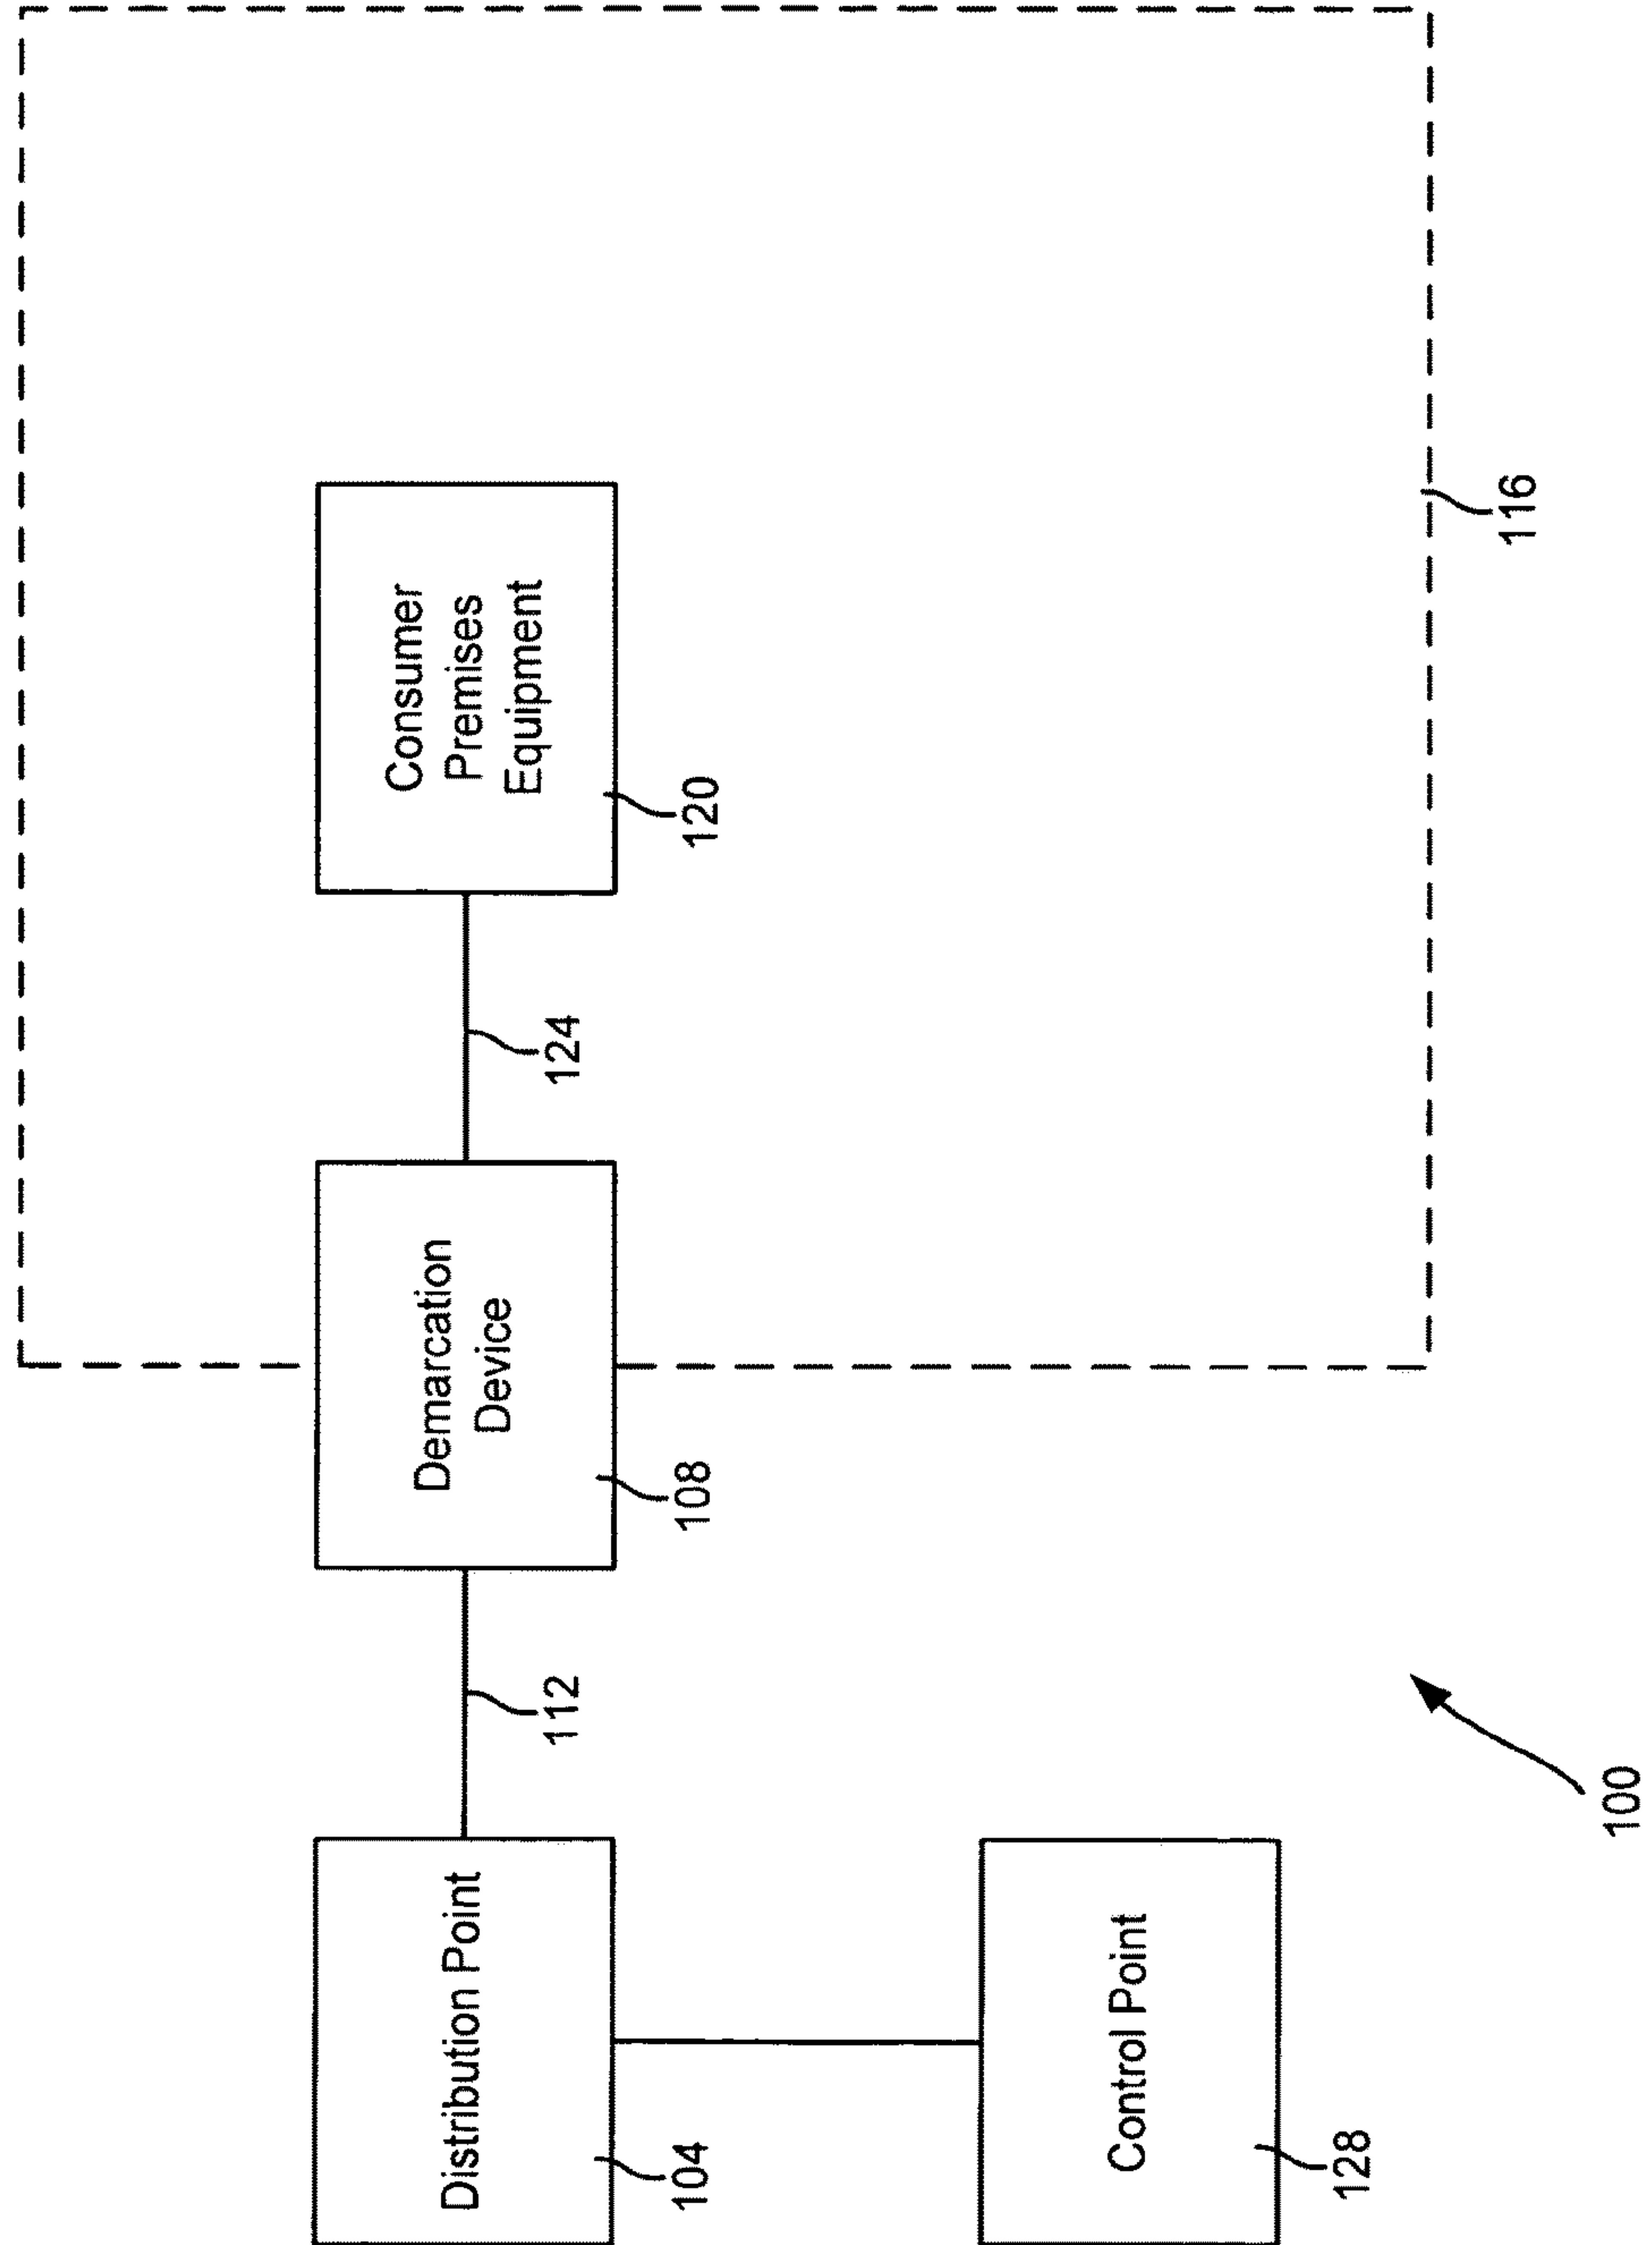 Distribution Point
104
112
Demarcation
Device
108
124
Consumer
Premises
Equipment
120
Control Point
128
100
116